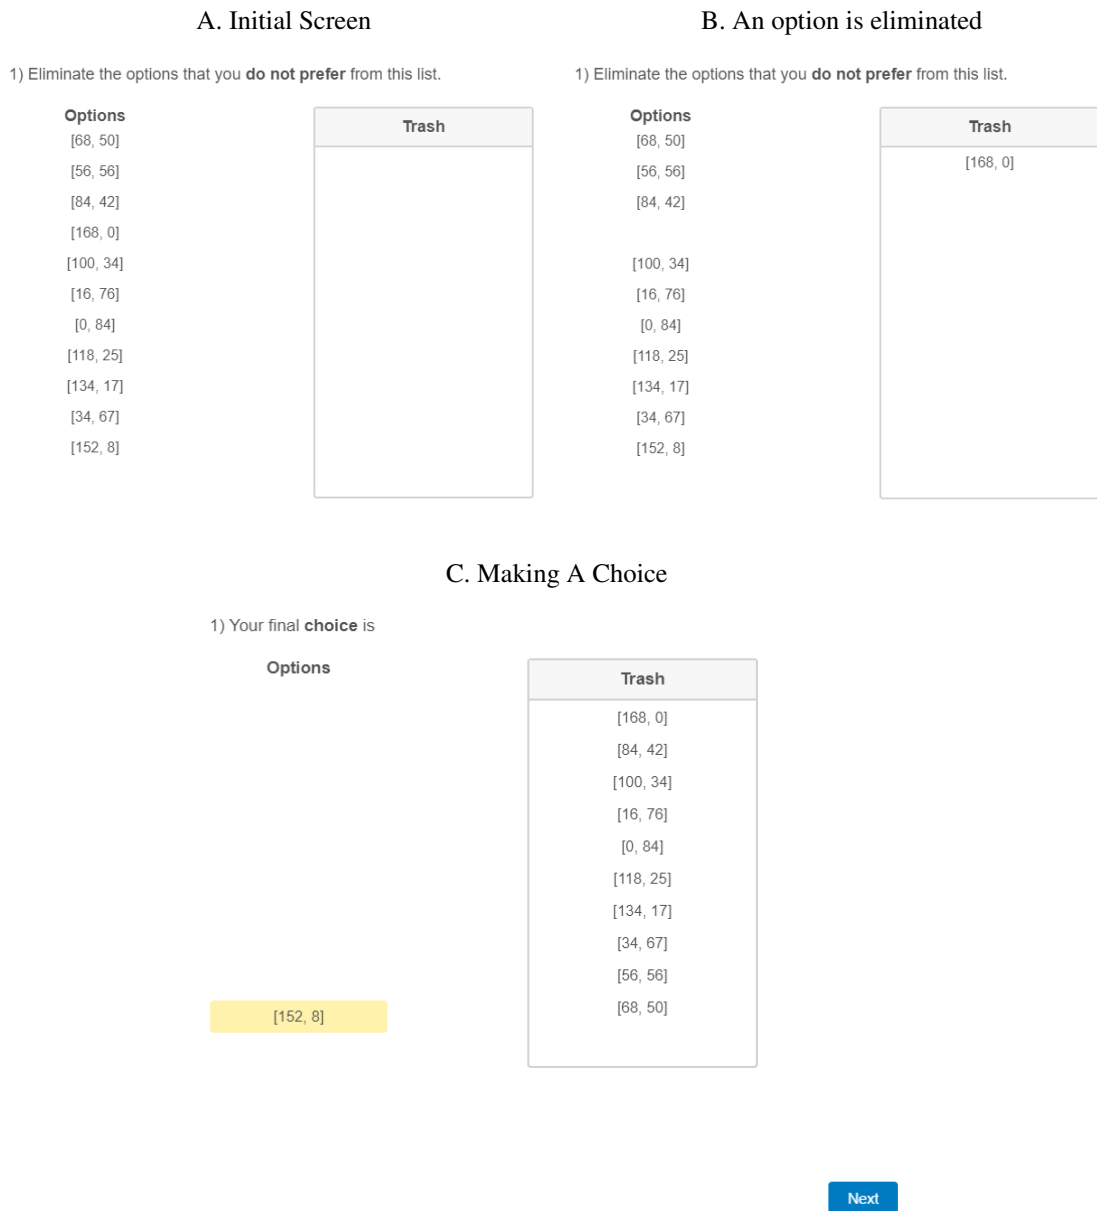 A. Initial Screen
1) Eliminate the options that you do not prefer from this list.
Options
[68, 50]
[56, 56]
[84, 42]
[168, 0]
[100, 34]
[16, 76]
[0, 84]
[118, 25]
[134, 17]
[34, 67]
[152, 8]
Trash
B. An option is eliminated
1) Eliminate the options that you do not prefer from this list.
Options
[68, 50]
[56, 56]
[84, 42]
[100, 34]
[16, 76]
[0, 84]
[118, 25]
[134, 17]
[34, 67]
[152, 8]
Trash
[168, 0]
C. Making A Choice
1) Your final choice is
Options
[152, 8]
Trash
[168, 0]
[84, 42]
[100, 34]
[16, 76]
[0, 84]
[118, 25]
[134, 17]
[34, 67]
[56, 56]
[68, 50]
Next